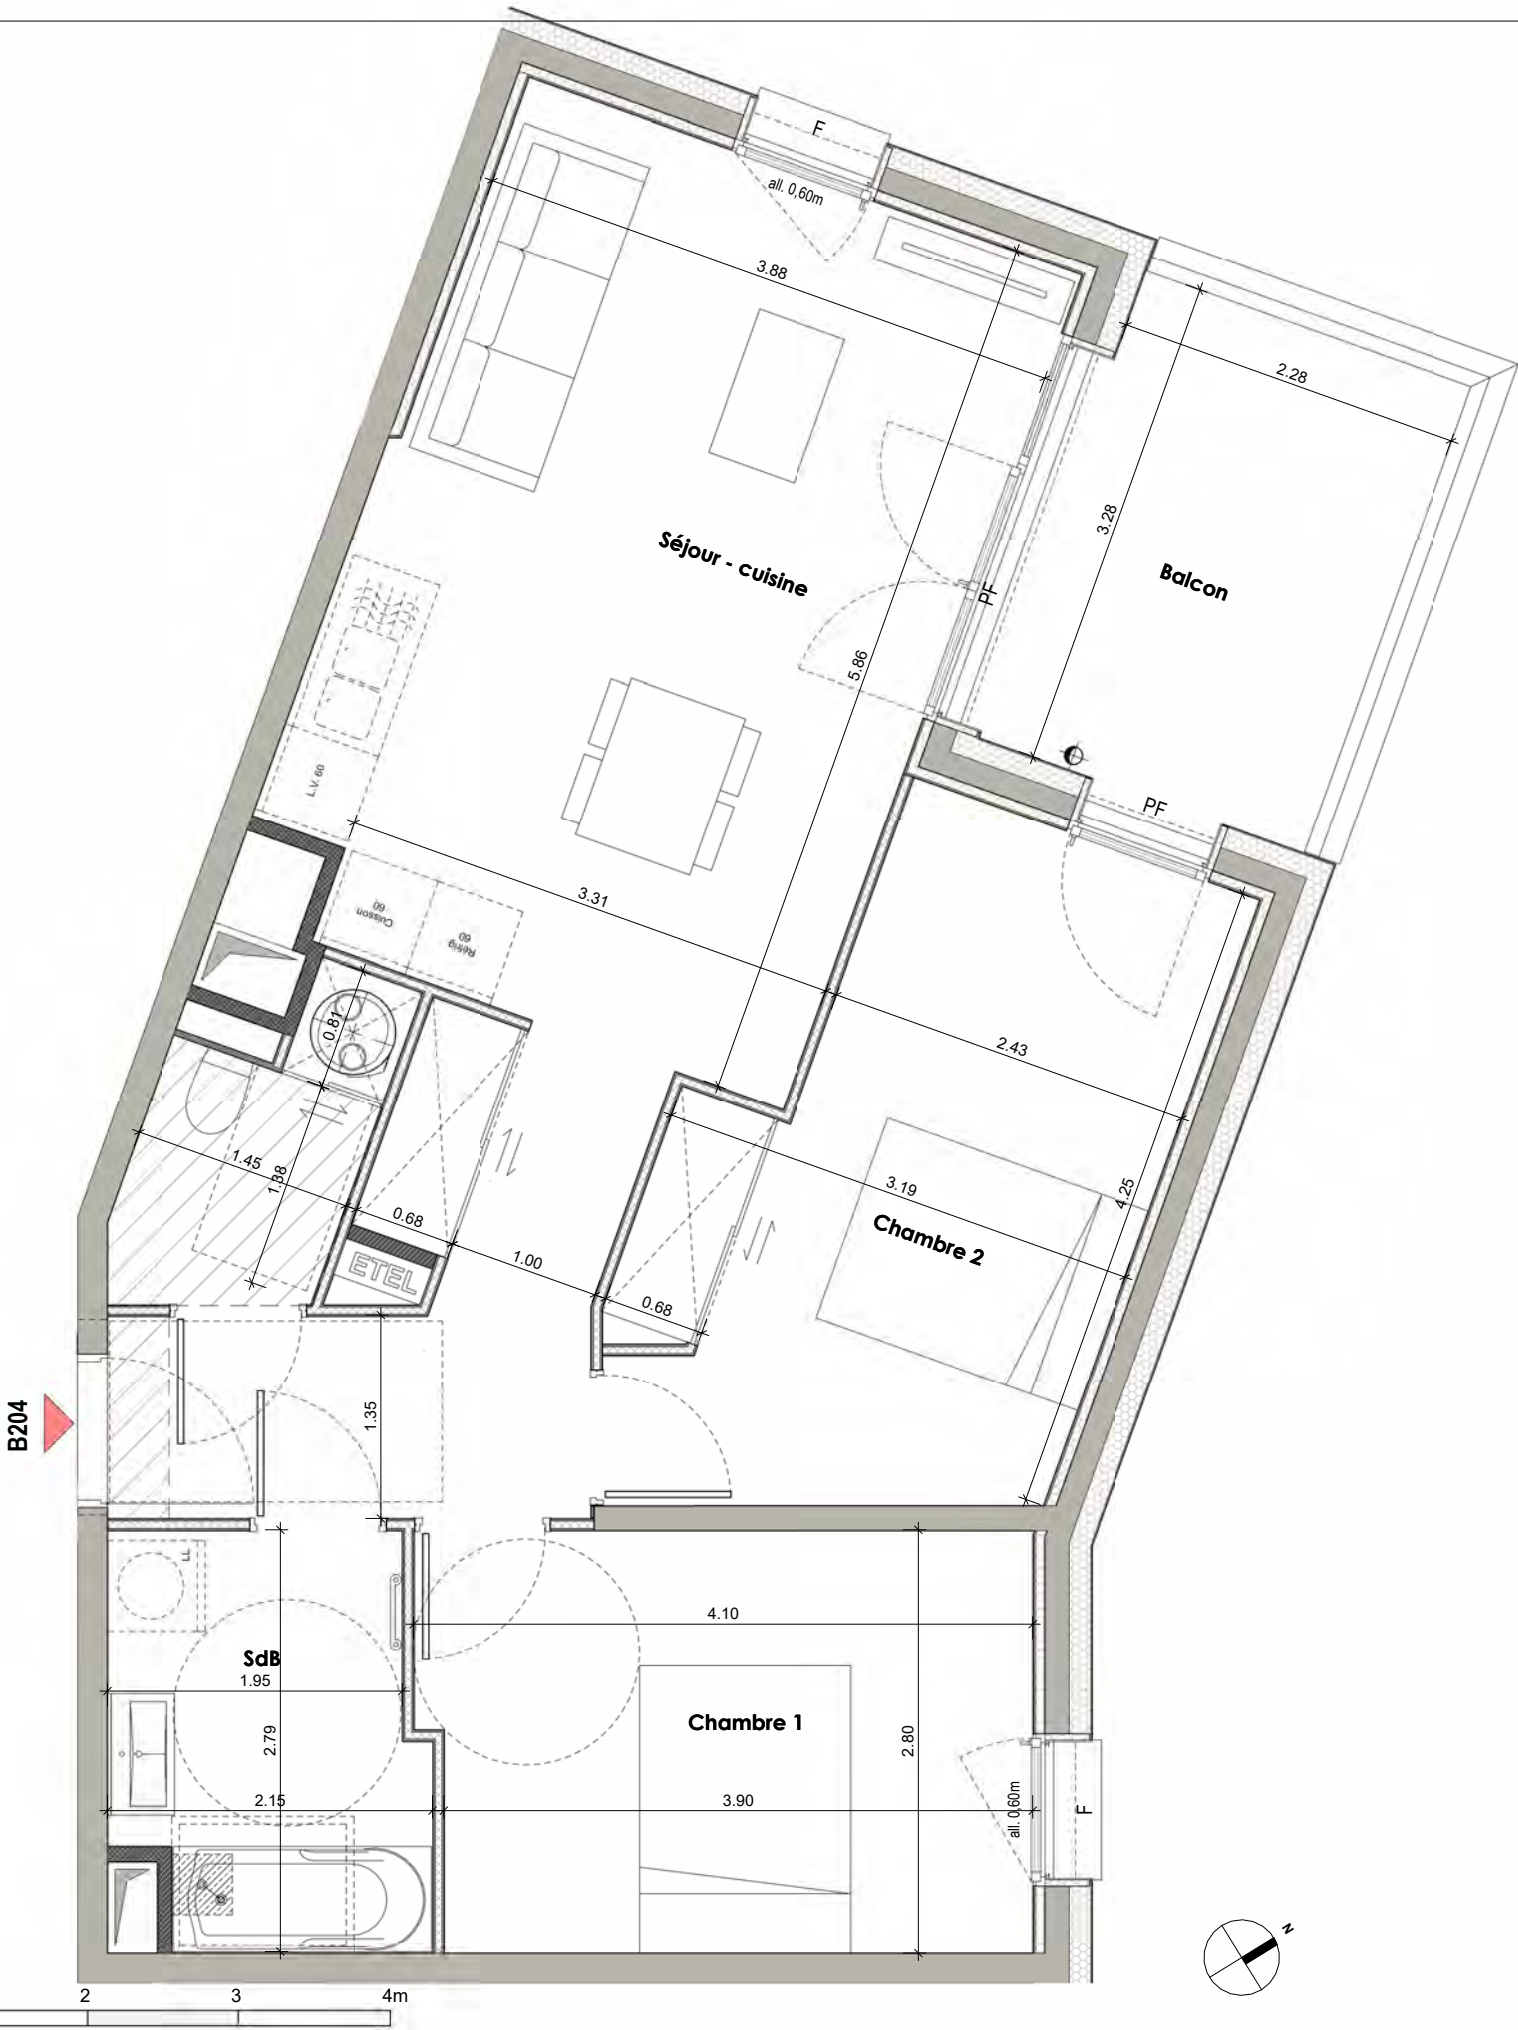 F
all. 0,60m
3.88
2.28
3.28
Séjour - cuisine
Balcon
PF
5.86
PF
L.V. 60
3.31
Cuisson
60
Réfrig
60
0.81
2.43
1.45
1.38
0.68
3.19
4.25
Chambre 2
1.00
ETEL
0.68
B204
1.35
LL
4.10
SdB
1.95
Chambre 1
2.79
2.80
2.15
3.90
all. 0,60m
F
N
2
3
4m